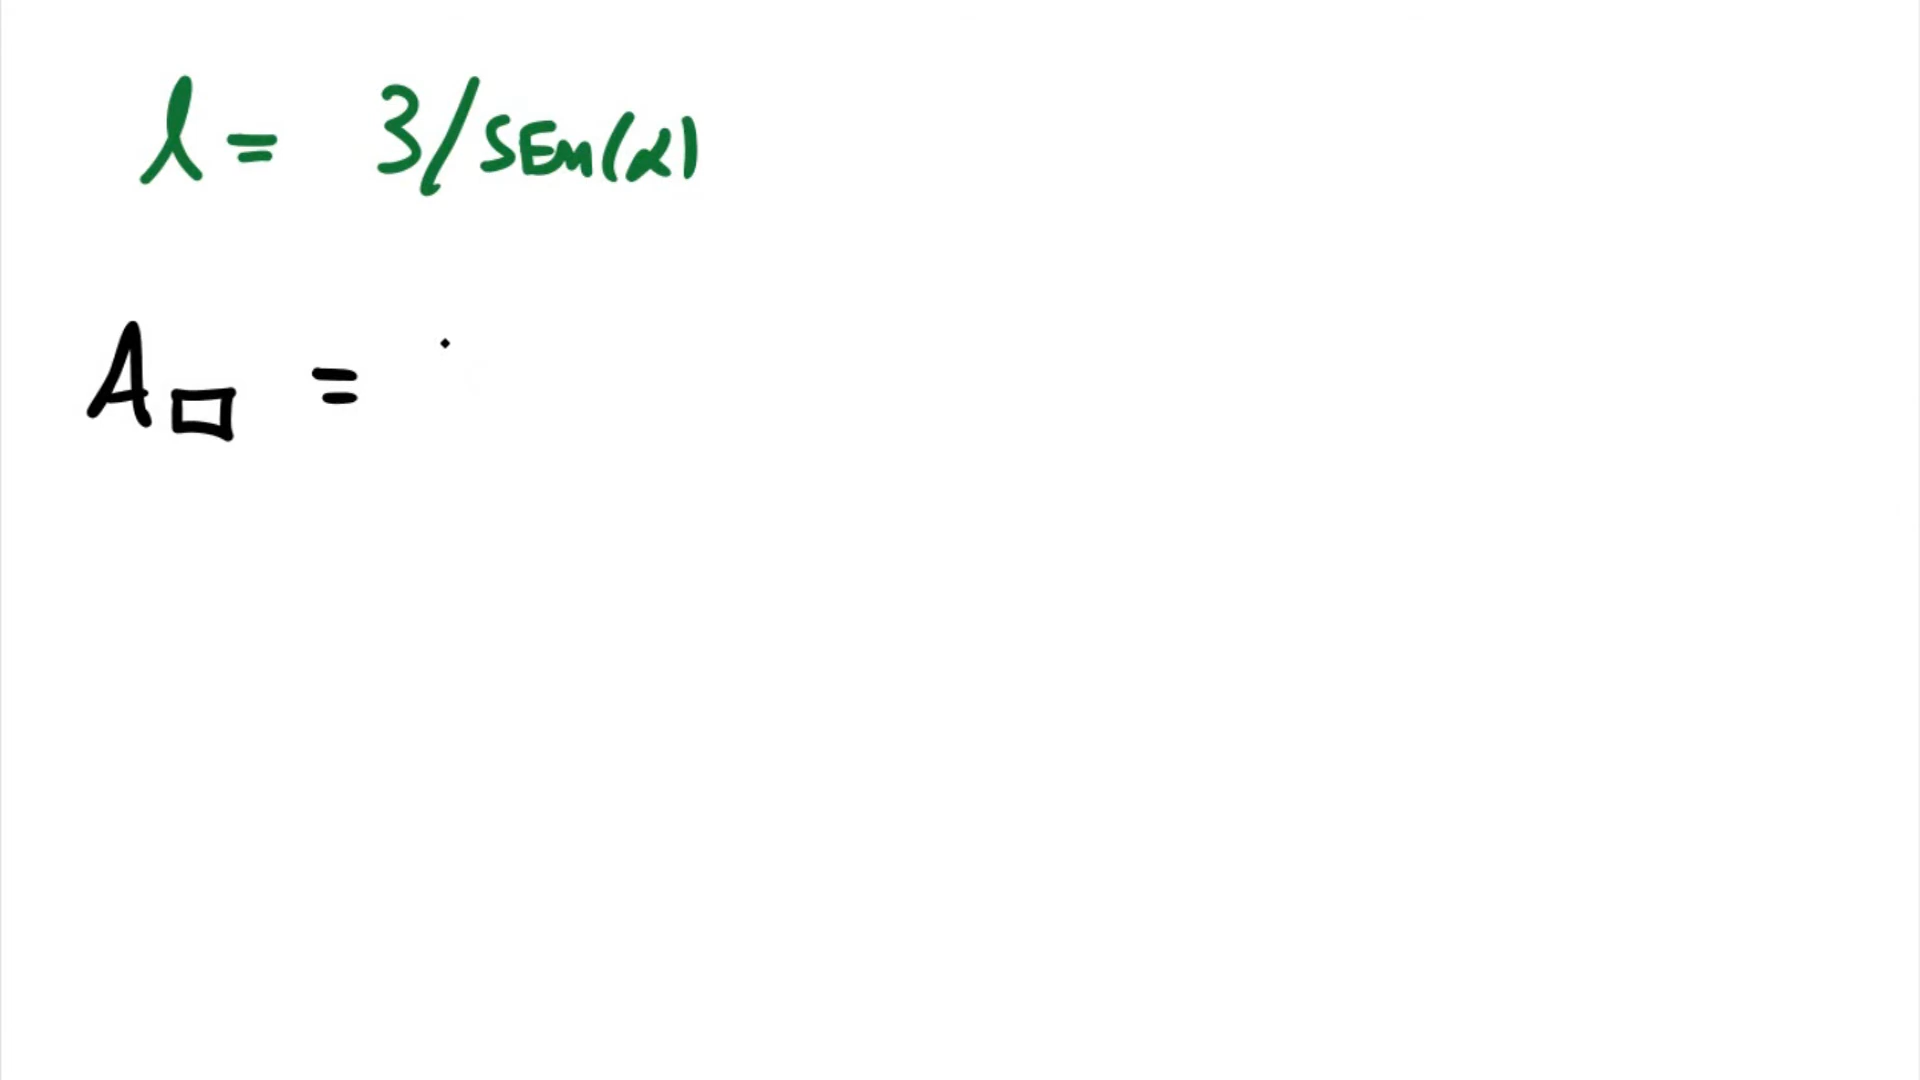 l = 3/SEN(α)
A□ =